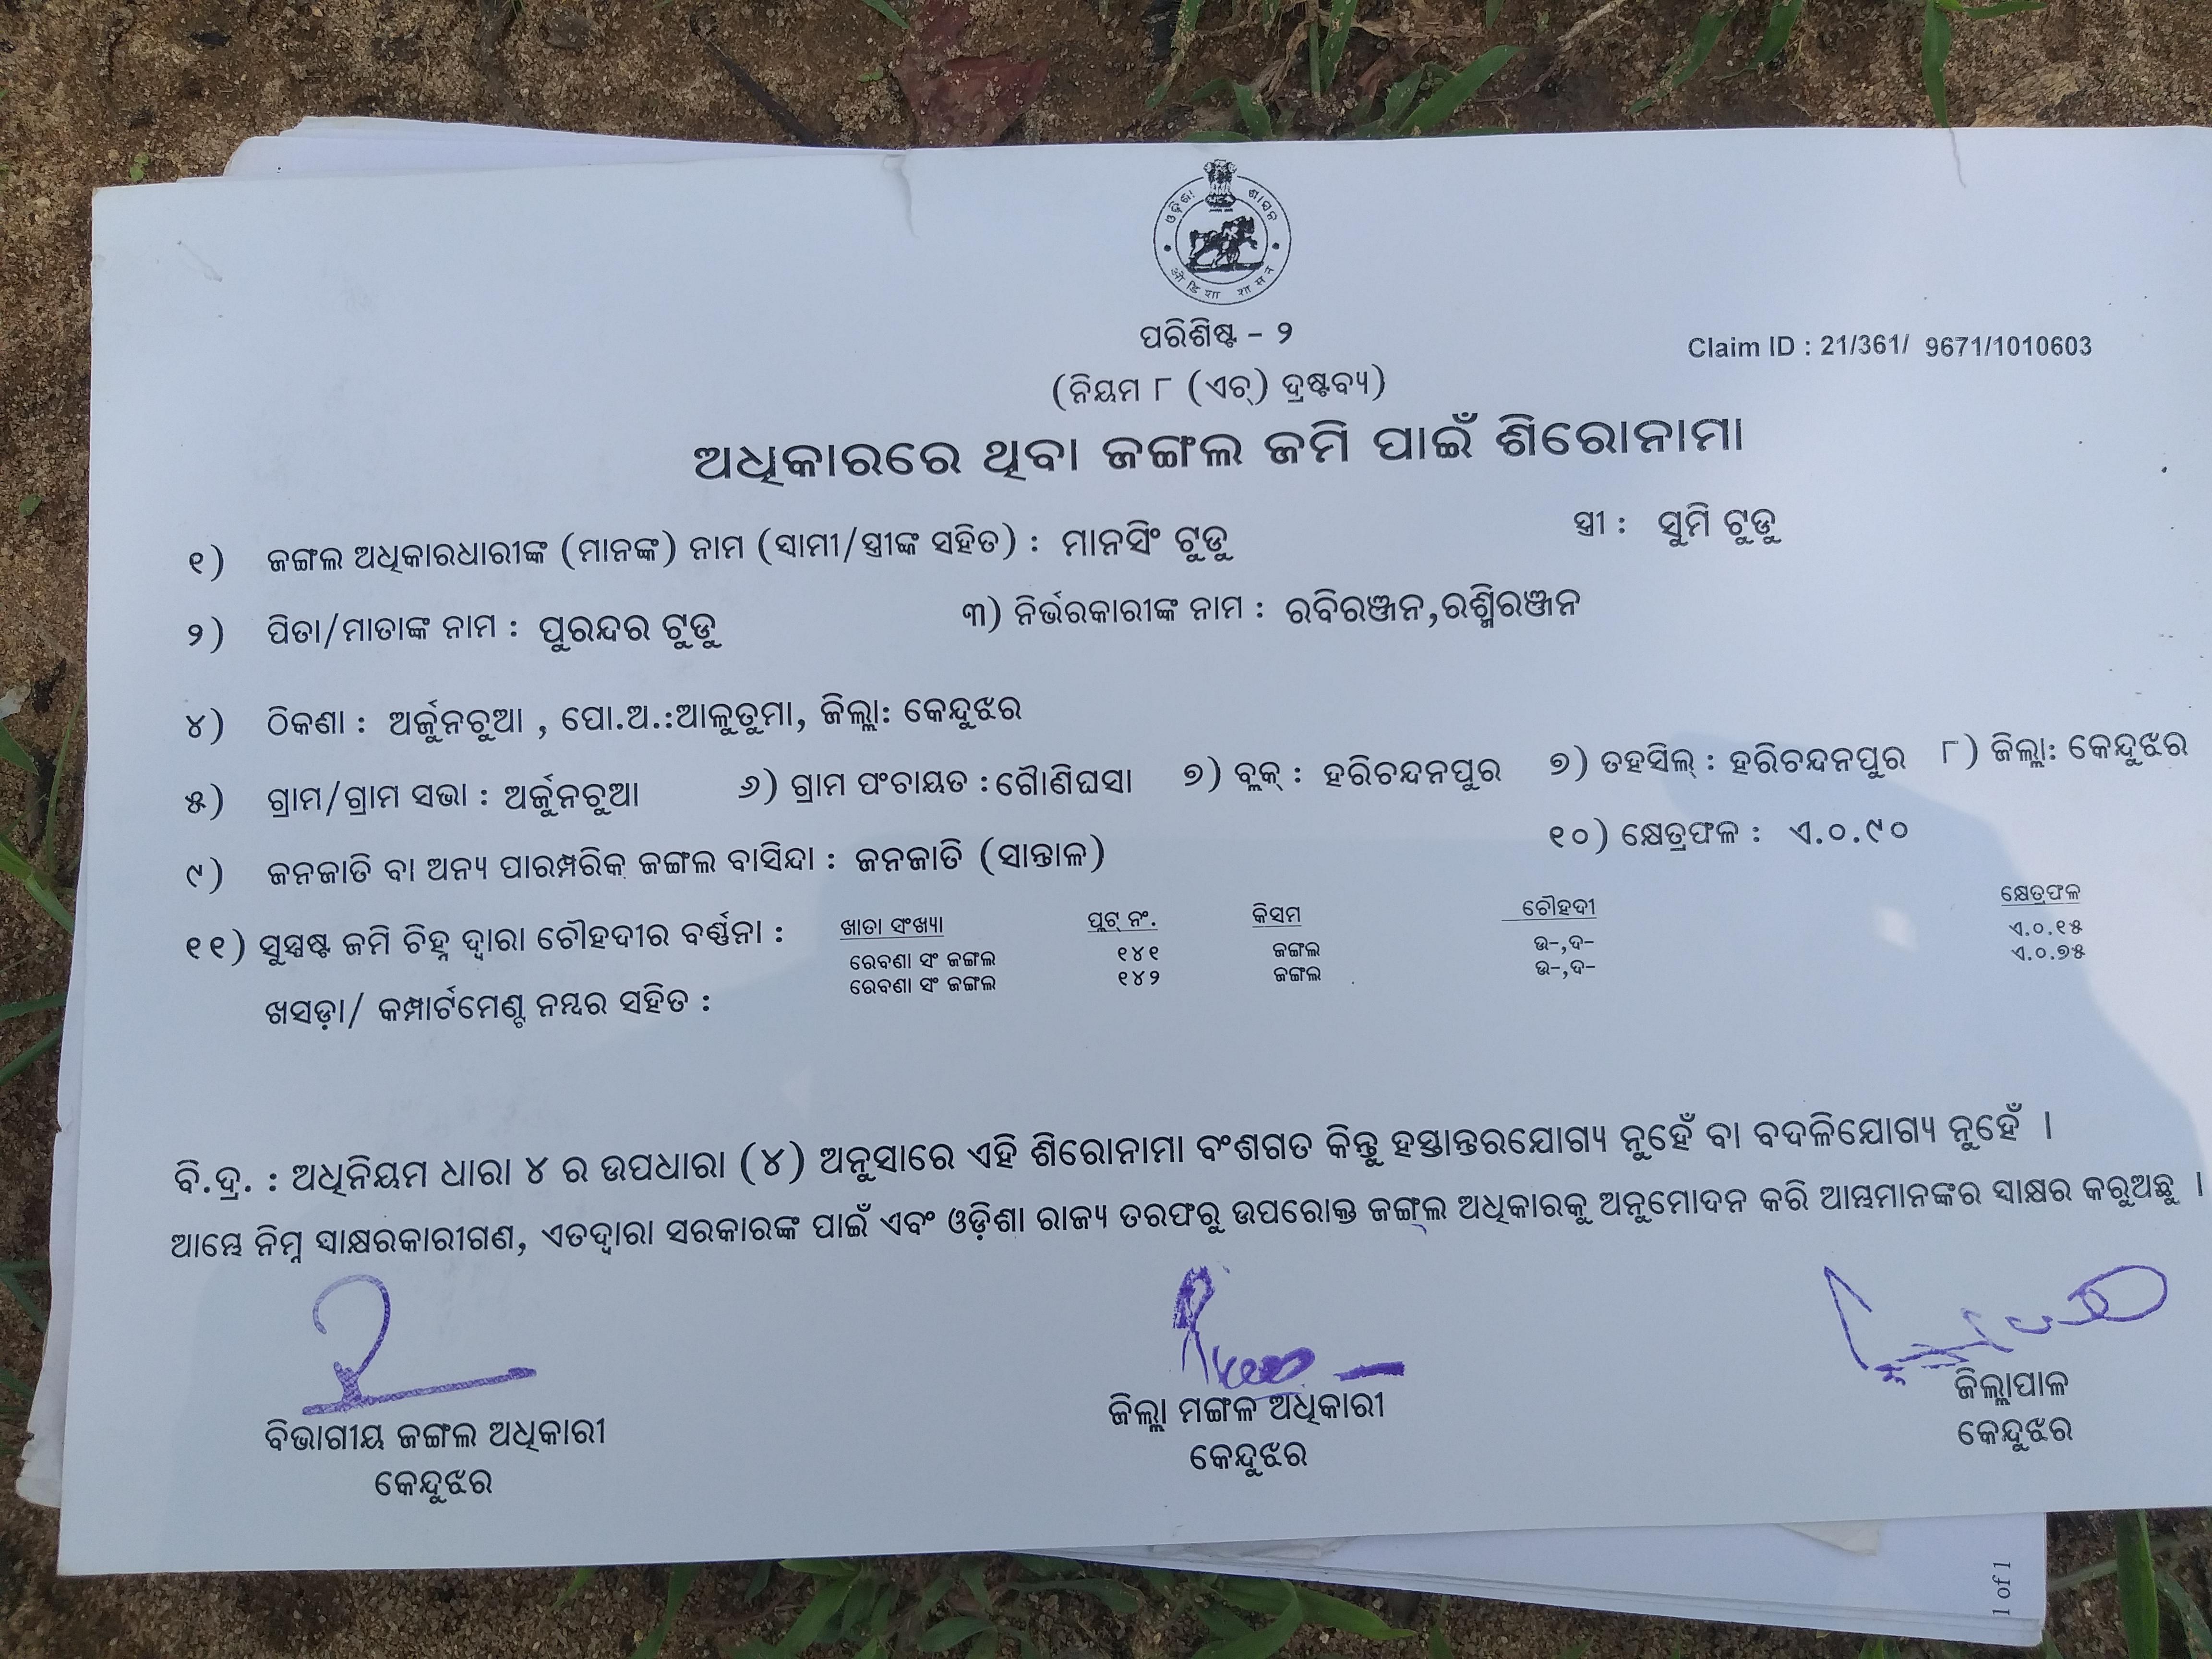 ଓଡ଼ିଶା ଶାସନ
ओडिशा शासन
ପରିଶିଷ୍ଟ - ୨
Claim ID : 21/361/ 9671/1010603
(ନିୟମ ୮ (ଏଚ୍) ଦ୍ରଷ୍ଟବ୍ୟ)
ଅଧିକାରରେ ଥିବା ଜଙ୍ଗଲ ଜମି ପାଇଁ ଶିରୋନାମା
୧) ଜଙ୍ଗଲ ଅଧିକାରଧାରୀଙ୍କ (ମାନଙ୍କ) ନାମ (ସ୍ୱାମୀ/ସ୍ତ୍ରୀଙ୍କ ସହିତ) : ମାନସିଂ ଟୁଡୁ ସ୍ତ୍ରୀ : ସୁମି ଟୁଡୁ
୨) ପିତା/ମାତାଙ୍କ ନାମ : ପୁରନ୍ଦର ଟୁଡୁ ୩) ନିର୍ଭରକାରୀଙ୍କ ନାମ : ରବିରଞ୍ଜନ,ରଶ୍ମିରଞ୍ଜନ
୪) ଠିକଣା : ଅର୍ଜୁନଚୁଆ , ପୋ.ଅ.:ଆଳୁତୁମା, ଜିଲ୍ଲା: କେନ୍ଦୁଝର
୫) ଗ୍ରାମ/ଗ୍ରାମ ସଭା : ଅର୍ଜୁନଚୁଆ ୬) ଗ୍ରାମ ପଂଚାୟତ : ଗୌଣିଘସା ୭) ବ୍ଲକ୍ : ହରିଚନ୍ଦନପୁର ୭) ତହସିଲ୍ : ହରିଚନ୍ଦନପୁର ୮) ଜିଲ୍ଲା: କେନ୍ଦୁଝର
୯) ଜନଜାତି ବା ଅନ୍ୟ ପାରମ୍ପରିକ ଜଙ୍ଗଲ ବାସିନ୍ଦା : ଜନଜାତି (ସାନ୍ତାଳ) ୧୦) କ୍ଷେତ୍ରଫଳ : ଏ.୦.୯୦
୧୧) ସୁସ୍ପଷ୍ଟ ଜମି ଚିହ୍ନ ଦ୍ୱାରା ଚୌହଦୀର ବର୍ଣ୍ଣନା : ଖାତା ସଂଖ୍ୟା ପ୍ଲଟ୍ ନଂ. କିସମ ଚୌହଦୀ କ୍ଷେତ୍ରଫଳ
ରେବଣା ସଂ ଜଙ୍ଗଲ ୧୪୧ ଜଙ୍ଗଲ ଉ-,ଦ- ଏ.୦.୧୫
ରେବଣା ସଂ ଜଙ୍ଗଲ ୧୪୨ ଜଙ୍ଗଲ ଉ-,ଦ- ଏ.୦.୭୫
ଖସଡ଼ା/ କମ୍ପାର୍ଟମେଣ୍ଟ ନମ୍ବର ସହିତ :
ବି.ଦ୍ର. : ଅଧିନିୟମ ଧାରା ୪ ର ଉପଧାରା (୪) ଅନୁସାରେ ଏହି ଶିରୋନାମା ବଂଶଗତ କିନ୍ତୁ ହସ୍ତାନ୍ତରଯୋଗ୍ୟ ନୁହେଁ ବା ବଦଳିଯୋଗ୍ୟ ନୁହେଁ ।
ଆମ୍ଭେ ନିମ୍ନ ସ୍ୱାକ୍ଷରକାରୀଗଣ, ଏତଦ୍ୱାରା ସରକାରଙ୍କ ପାଇଁ ଏବଂ ଓଡ଼ିଶା ରାଜ୍ୟ ତରଫରୁ ଉପରୋକ୍ତ ଜଙ୍ଗଲ ଅଧିକାରକୁ ଅନୁମୋଦନ କରି ଆମ୍ଭମାନଙ୍କର ସ୍ୱାକ୍ଷର କରୁଅଛୁ ।
ବିଭାଗୀୟ ଜଙ୍ଗଲ ଅଧିକାରୀ
କେନ୍ଦୁଝର
ଜିଲ୍ଲା ମଙ୍ଗଳ ଅଧିକାରୀ
କେନ୍ଦୁଝର
ଜିଲ୍ଲାପାଳ
କେନ୍ଦୁଝର
1 of 1